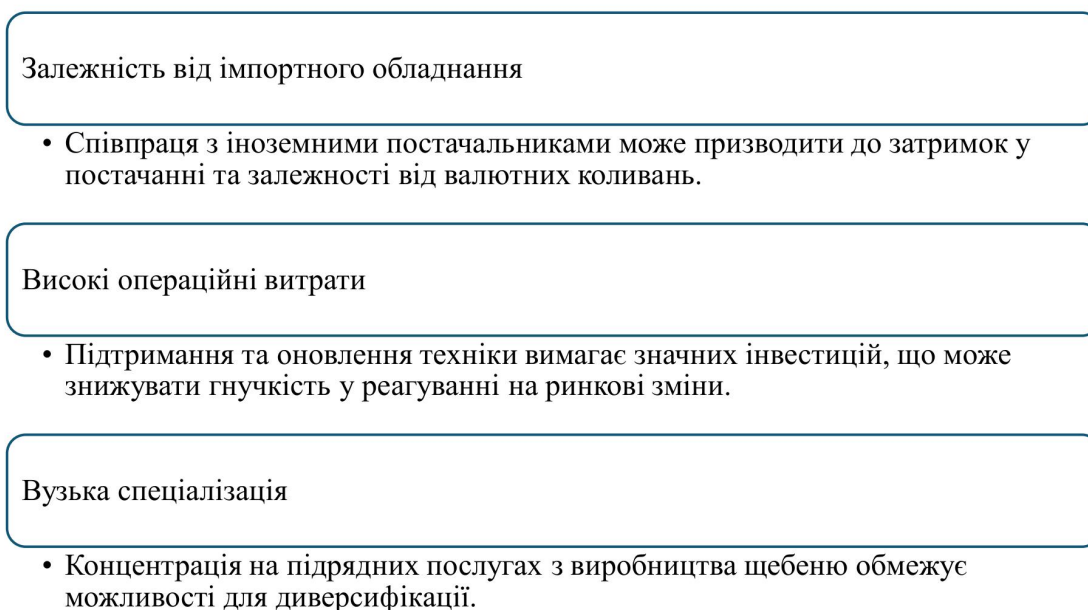 Залежність від імпортного обладнання
• Співпраця з іноземними постачальниками може призводити до затримок у
постачанні та залежності від валютних коливань.
Високі операційні витрати
• Підтримання та оновлення техніки вимагає значних інвестицій, що може
знижувати гнучкість у реагуванні на ринкові зміни.
Вузька спеціалізація
• Концентрація на підрядних послугах з виробництва щебеню обмежує
можливості для диверсифікації.